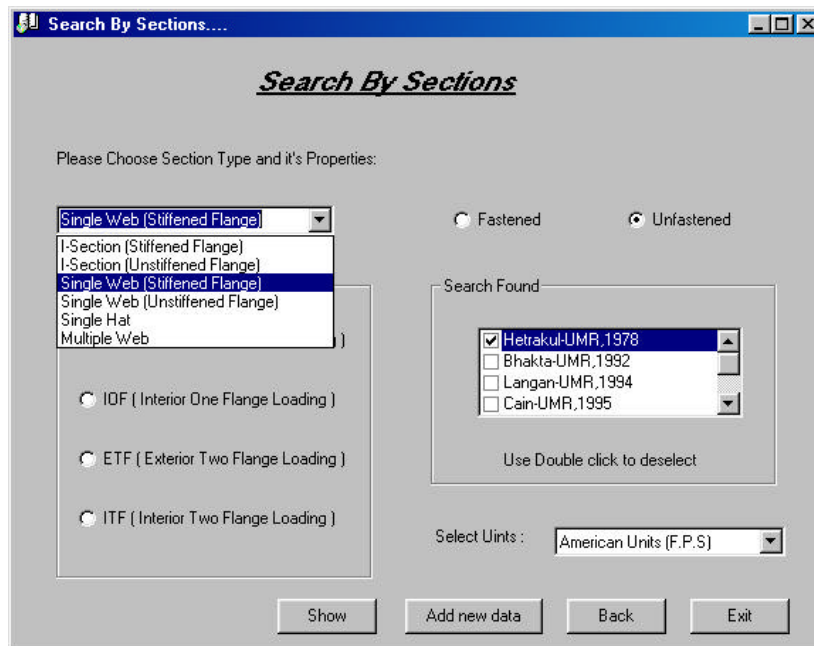 Search By Sections....
Search By Sections
Please Choose Section Type and it's Properties:
Single Web (Stiffened Flange)
I-Section (Stiffened Flange)
I-Section (Unstiffened Flange)
Single Web (Stiffened Flange)
Single Web (Unstiffened Flange)
Single Hat
Multiple Web
)
IOF ( Interior One Flange Loading )
ETF ( Exterior Two Flange Loading )
ITF ( Interior Two Flange Loading )
Fastened
Unfastened
Search Found
Hetrakul-UMR,1978
Bhakta-UMR,1992
Langan-UMR,1994
Cain-UMR,1995
Use Double click to deselect
Select Uints :
American Units (F.P.S)
Show
Add new data
Back
Exit